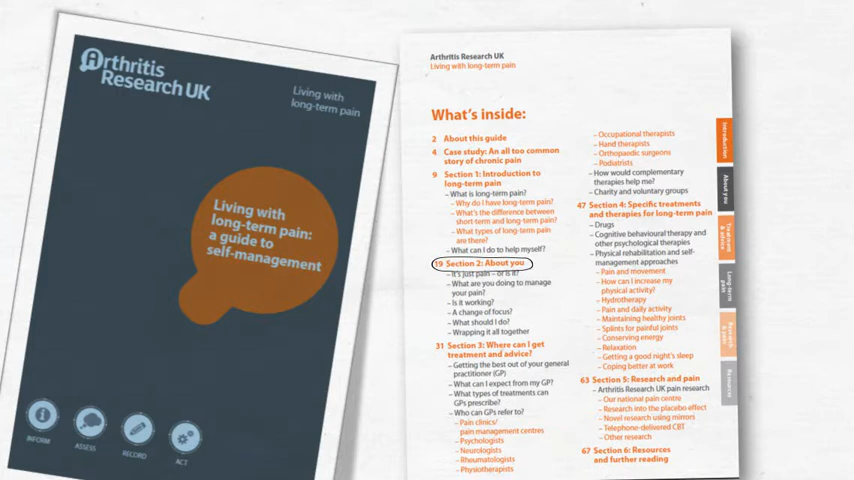 Arthritis
Research UK
Living with
long-term pain
Living with
long-term pain:
a guide to
self-management
INFORM
ASSESS
RECORD
ACT
Arthritis Research UK
Living with long-term pain
What's inside:
2 About this guide
4 Case study: An all too common
story of chronic pain
9 Section 1: Introduction to
long-term pain
– What is long-term pain?
– Why do I have long-term pain?
– What's the difference between
short-term and long-term pain?
– What types of long-term pain
are there?
– What can I do to help myself?
19 Section 2: About you
– It's just pain – or is it?
– What are you doing to manage
your pain?
– Is it working?
– A change of focus?
– What should I do?
– Wrapping it all together
31 Section 3: Where can I get
treatment and advice?
– Getting the best out of your general
practitioner (GP)
– What can I expect from my GP?
– What types of treatments can
GPs prescribe?
– Who can GPs refer to?
– Pain clinics/
pain management centres
– Psychologists
– Neurologists
– Rheumatologists
– Physiotherapists
– Occupational therapists
– Hand therapists
– Orthopaedic surgeons
– Podiatrists
– How would complementary
therapies help me?
– Charity and voluntary groups
47 Section 4: Specific treatments
and therapies for long-term pain
– Drugs
– Cognitive behavioural therapy and
other psychological therapies
– Physical rehabilitation and self-
management approaches
– Pain and movement
– How can I increase my
physical activity?
– Hydrotherapy
– Pain and daily activity
– Maintaining healthy joints
– Splints for painful joints
– Conserving energy
– Relaxation
– Getting a good night's sleep
– Coping better at work
63 Section 5: Research and pain
– Arthritis Research UK pain research
– Our national pain centre
– Research into the placebo effect
– Novel research using mirrors
– Telephone-delivered CBT
– Other research
67 Section 6: Resources
and further reading
Introduction
About you
Treatment
& advice
Long-term
pain
Research
& pain
Resources